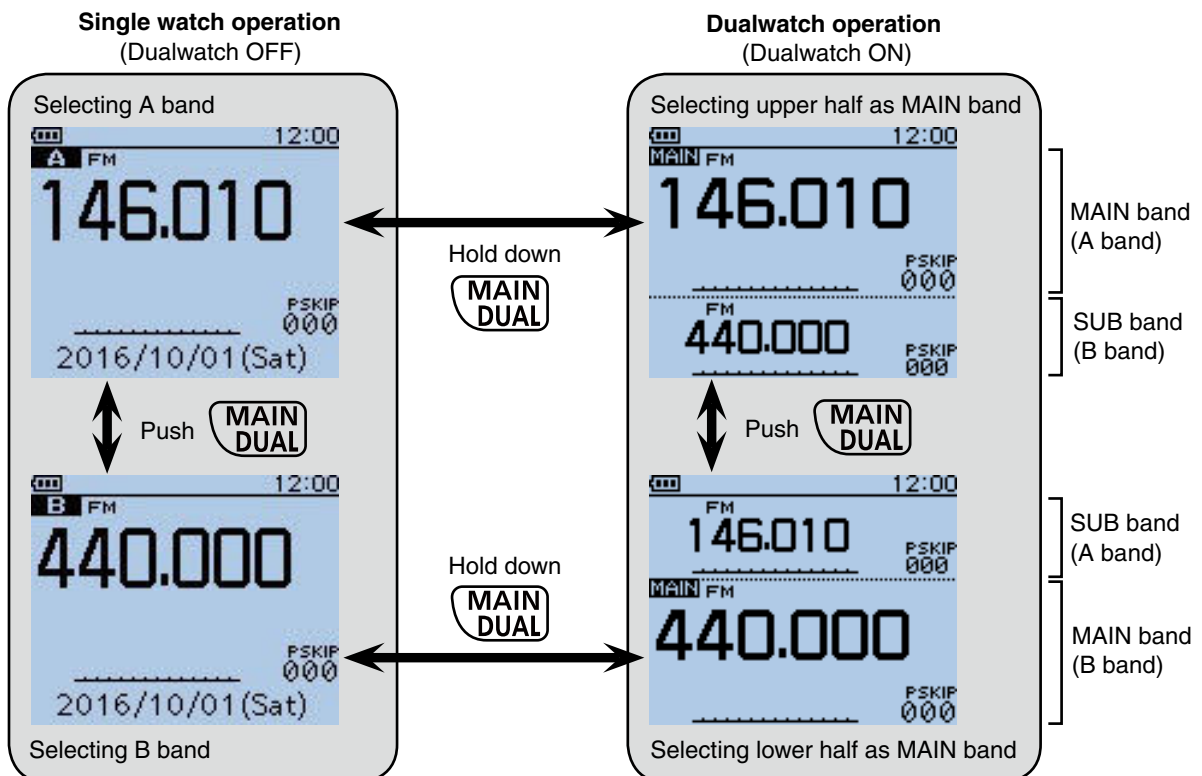 Single watch operation
(Dualwatch OFF)
Dualwatch operation
(Dualwatch ON)
Selecting A band
12:00
A FM
146.010
PSKIP
000
2016/10/01(Sat)
Push MAIN
DUAL
12:00
B FM
440.000
PSKIP
000
2016/10/01(Sat)
Selecting B band
Hold down
MAIN
DUAL
Hold down
MAIN
DUAL
Selecting upper half as MAIN band
12:00
MAIN FM
146.010
PSKIP
000
FM
440.000
PSKIP
000
MAIN band
(A band)
SUB band
(B band)
Push MAIN
DUAL
12:00
FM
146.010
PSKIP
000
MAIN FM
440.000
PSKIP
000
Selecting lower half as MAIN band
SUB band
(A band)
MAIN band
(B band)